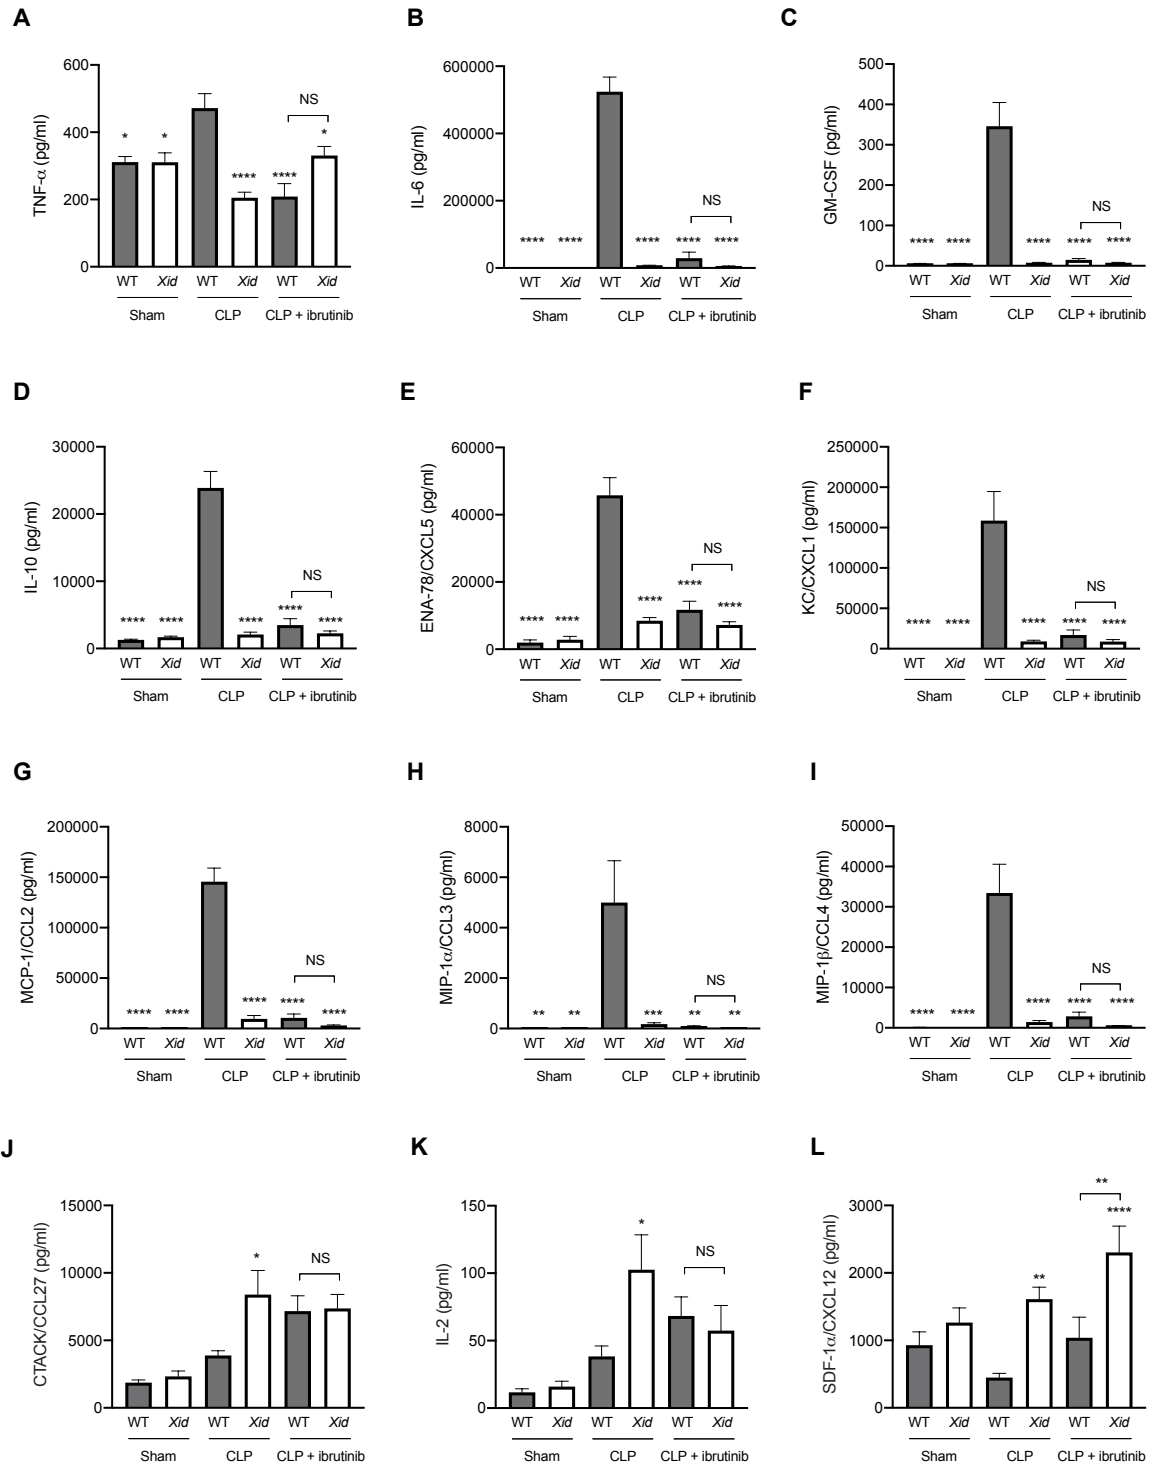 A
B
C
TNF-α (pg/ml)
600
400
200
0
* * **** **** NS *
WT Xid WT Xid WT Xid
Sham CLP CLP + ibrutinib
IL-6 (pg/ml)
600000
400000
200000
0
**** **** **** **** NS ****
WT Xid WT Xid WT Xid
Sham CLP CLP + ibrutinib
GM-CSF (pg/ml)
500
400
300
200
100
0
**** **** **** **** NS ****
WT Xid WT Xid WT Xid
Sham CLP CLP + ibrutinib
D
E
F
IL-10 (pg/ml)
30000
20000
10000
0
**** **** **** **** NS ****
WT Xid WT Xid WT Xid
Sham CLP CLP + ibrutinib
ENA-78/CXCL5 (pg/ml)
60000
40000
20000
0
**** **** **** **** NS ****
WT Xid WT Xid WT Xid
Sham CLP CLP + ibrutinib
KC/CXCL1 (pg/ml)
250000
200000
150000
100000
50000
0
**** **** **** **** NS ****
WT Xid WT Xid WT Xid
Sham CLP CLP + ibrutinib
G
H
I
MCP-1/CCL2 (pg/ml)
200000
150000
100000
50000
0
**** **** **** **** NS ****
WT Xid WT Xid WT Xid
Sham CLP CLP + ibrutinib
MIP-1α/CCL3 (pg/ml)
8000
6000
4000
2000
0
** ** *** ** NS **
WT Xid WT Xid WT Xid
Sham CLP CLP + ibrutinib
MIP-1β/CCL4 (pg/ml)
50000
40000
30000
20000
10000
0
**** **** **** **** NS ****
WT Xid WT Xid WT Xid
Sham CLP CLP + ibrutinib
J
K
L
CTACK/CCL27 (pg/ml)
15000
10000
5000
0
* NS
WT Xid WT Xid WT Xid
Sham CLP CLP + ibrutinib
IL-2 (pg/ml)
150
100
50
0
* NS
WT Xid WT Xid WT Xid
Sham CLP CLP + ibrutinib
SDF-1α/CXCL12 (pg/ml)
3000
2000
1000
0
** ** ****
WT Xid WT Xid WT Xid
Sham CLP CLP + ibrutinib